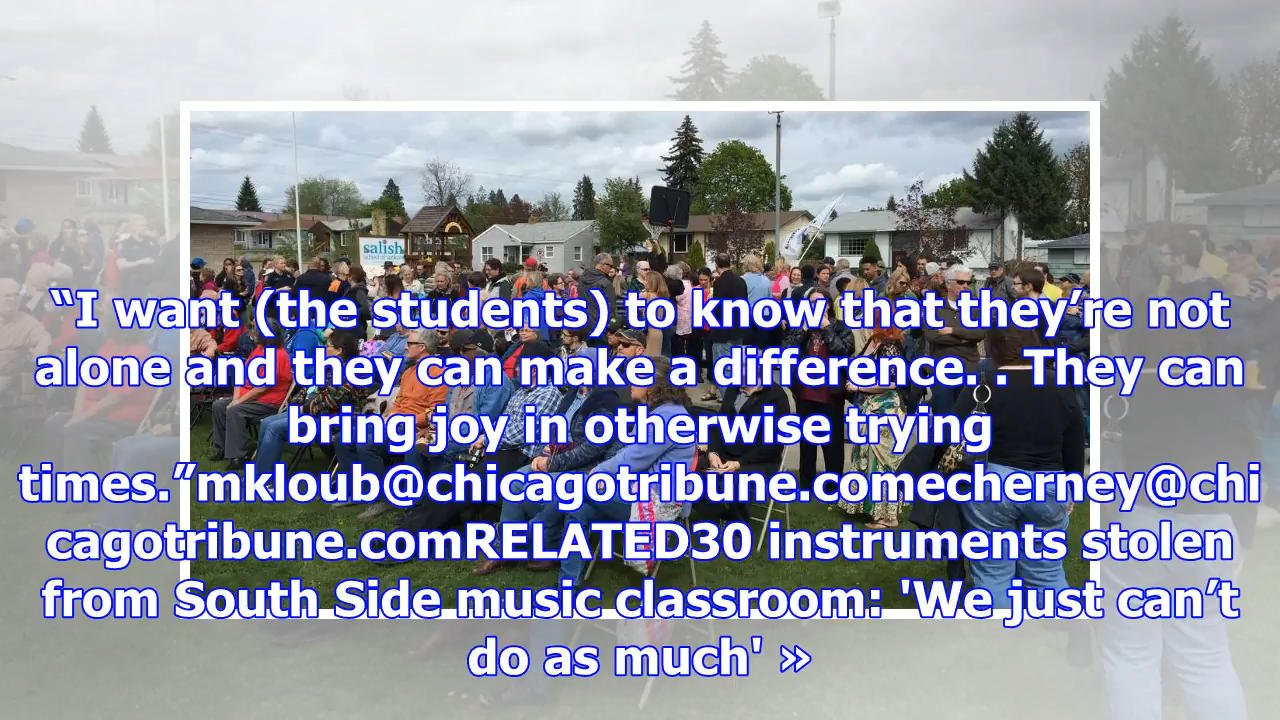 salish
“I want (the students) to know that they’re not
alone and they can make a difference. . They can
bring joy in otherwise trying
times.”mkloub@chicagotribune.comecherney@chi
cagotribune.comRELATED30 instruments stolen
from South Side music classroom: 'We just can’t
do as much' »